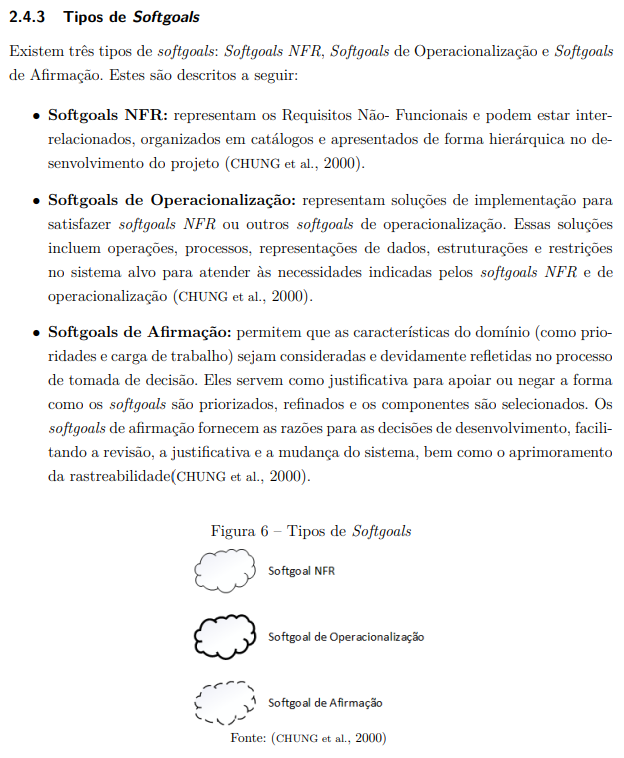 2.4.3 Tipos de Softgoals
Existem três tipos de softgoals: Softgoals NFR, Softgoals de Operacionalização e Softgoals
de Afirmação. Estes são descritos a seguir:
• Softgoals NFR: representam os Requisitos Não- Funcionais e podem estar inter-
relacionados, organizados em catálogos e apresentados de forma hierárquica no de-
senvolvimento do projeto (CHUNG et al., 2000).
• Softgoals de Operacionalização: representam soluções de implementação para
satisfazer softgoals NFR ou outros softgoals de operacionalização. Essas soluções
incluem operações, processos, representações de dados, estruturações e restrições
no sistema alvo para atender às necessidades indicadas pelos softgoals NFR e de
operacionalização (CHUNG et al., 2000).
• Softgoals de Afirmação: permitem que as características do domínio (como prio-
ridades e carga de trabalho) sejam consideradas e devidamente refletidas no processo
de tomada de decisão. Eles servem como justificativa para apoiar ou negar a forma
como os softgoals são priorizados, refinados e os componentes são selecionados. Os
softgoals de afirmação fornecem as razões para as decisões de desenvolvimento, facili-
tando a revisão, a justificativa e a mudança do sistema, bem como o aprimoramento
da rastreabilidade(CHUNG et al., 2000).
Figura 6 – Tipos de Softgoals
Softgoal NFR
Softgoal de Operacionalização
Softgoal de Afirmação
Fonte: (CHUNG et al., 2000)